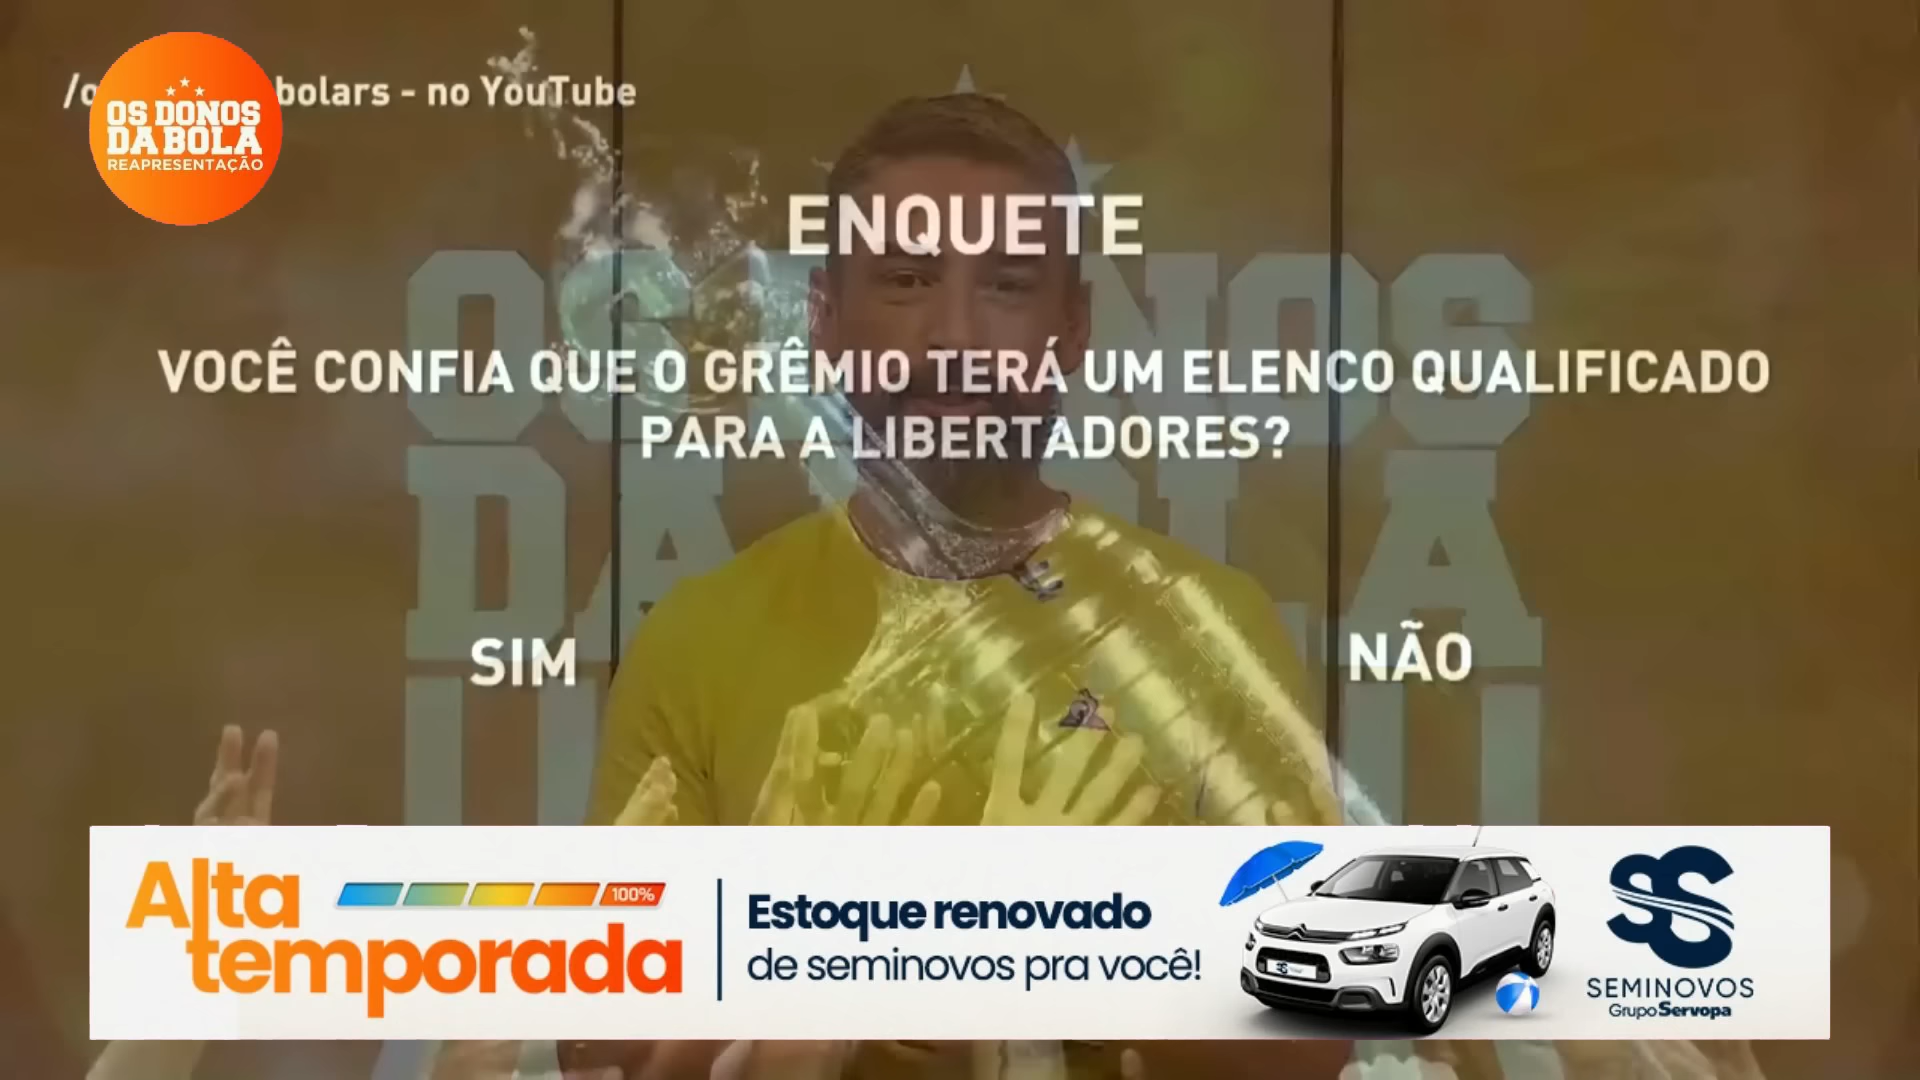 /o bolars - no YouTube
OS DONOS
DA BOLA
REAPRESENTAÇÃO
ENQUETE
VOCÊ CONFIA QUE O GRÊMIO TERÁ UM ELENCO QUALIFICADO
PARA A LIBERTADORES?
SIM
NÃO
Alta
temporada
100%
Estoque renovado
de seminovos pra você!
SS
SEMINOVOS
Grupo Servopa